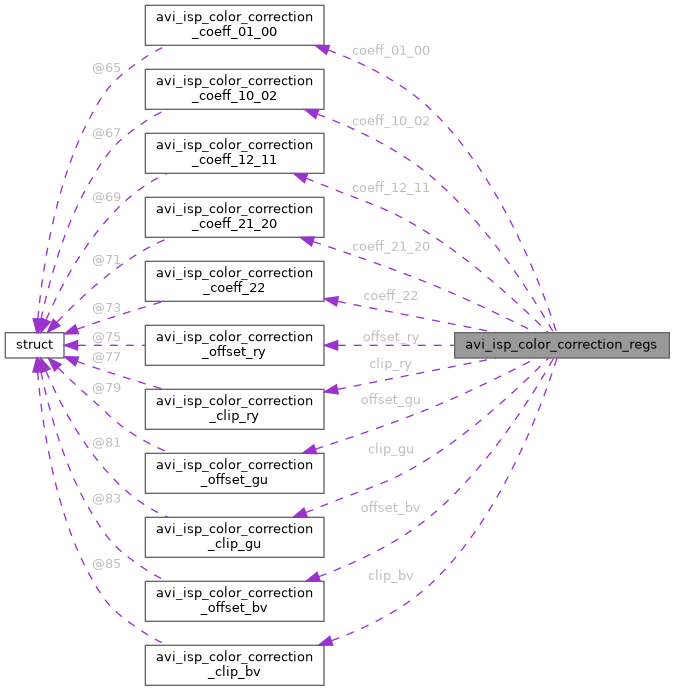 avi_isp_color_correction
_coeff_01_00
coeff_01_00
@65
avi_isp_color_correction
_coeff_10_02
coeff_10_02
@67
avi_isp_color_correction
_coeff_12_11
coeff_12_11
@69
avi_isp_color_correction
_coeff_21_20
coeff_21_20
@71
avi_isp_color_correction
_coeff_22
coeff_22
@73
struct
@75
avi_isp_color_correction
_offset_ry
offset_ry
avi_isp_color_correction_regs
@77
avi_isp_color_correction
_clip_ry
clip_ry
@79
avi_isp_color_correction
_offset_gu
offset_gu
@81
avi_isp_color_correction
_clip_gu
clip_gu
@83
avi_isp_color_correction
_offset_bv
offset_bv
@85
avi_isp_color_correction
_clip_bv
clip_bv